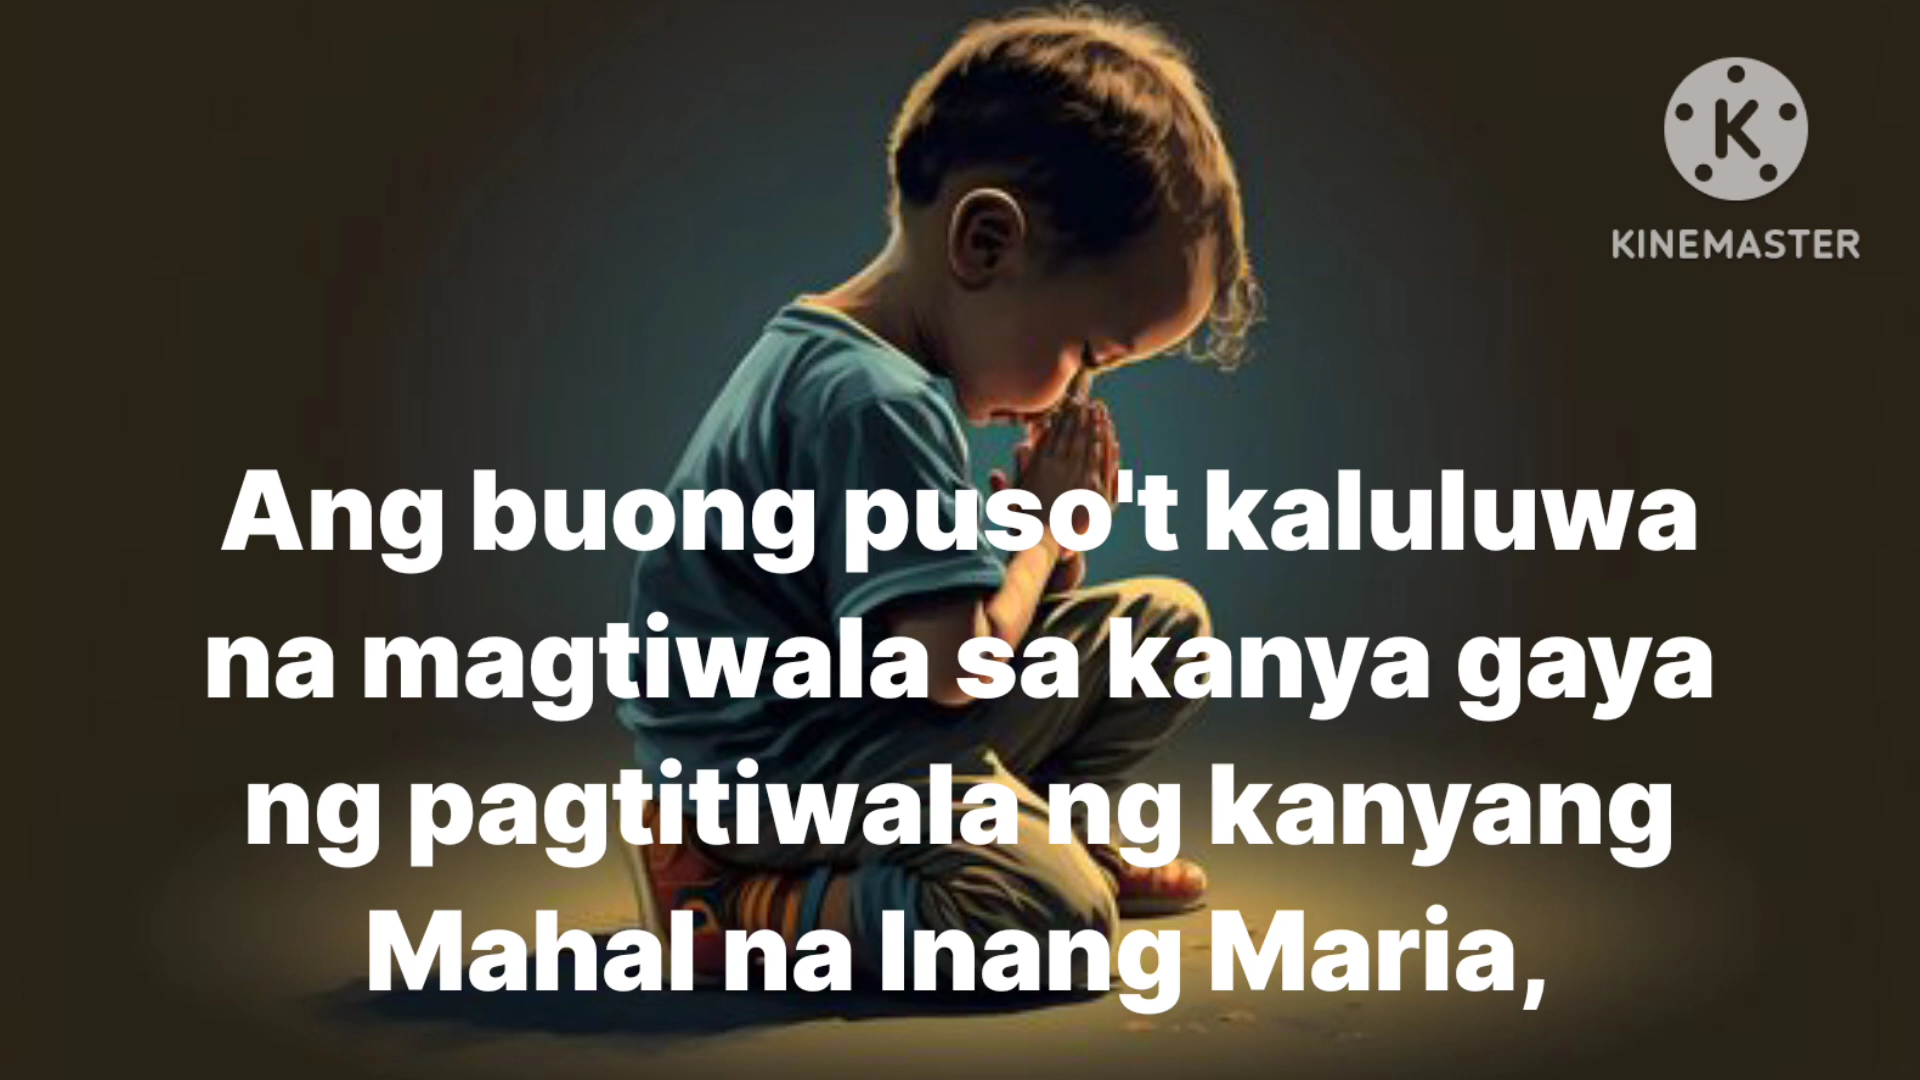 KINEMASTER
Ang buong puso't kaluluwa
na magtiwala sa kanya gaya
ng pagtitiwala ng kanyang
Mahal na Inang Maria,